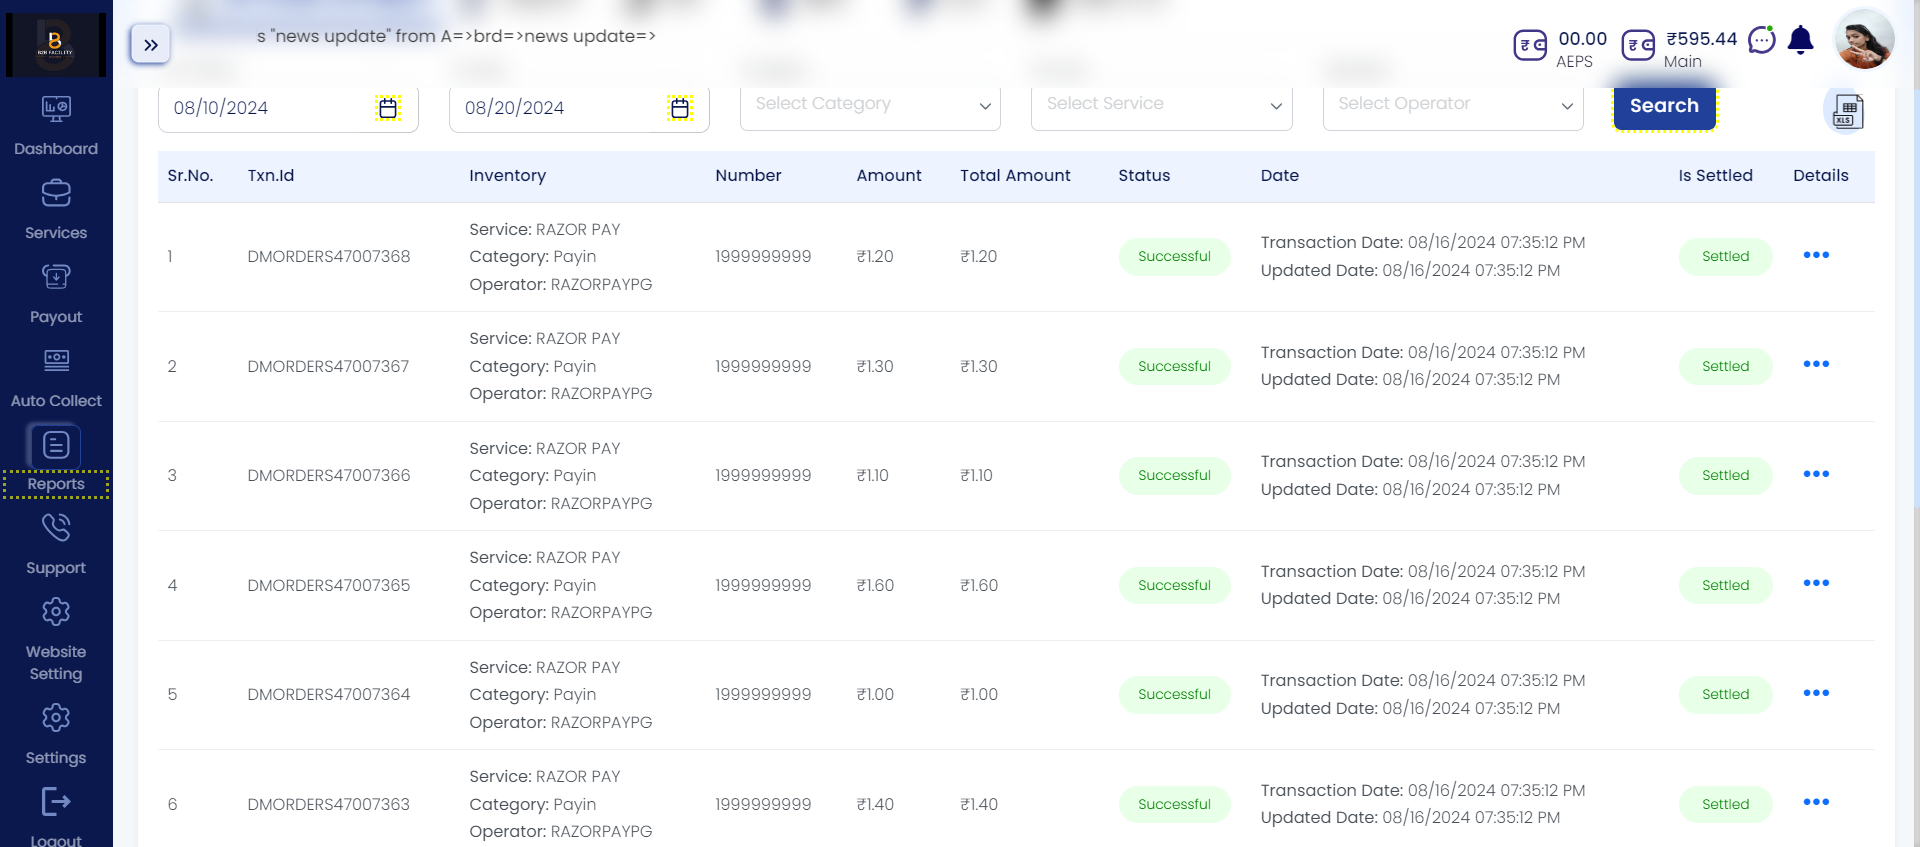 B2B FACILITY
s "news update" from A=>brd=>news update=>
00.00
AEPS
₹595.44
Main
08/10/2024
08/20/2024
Select Category
Select Service
Select Operator
Search
XLS
Dashboard
Services
Payout
Auto Collect
Reports
Support
Website
Setting
Settings
Logout
Sr.No. Txn.Id Inventory Number Amount Total Amount Status Date Is Settled Details
Service: RAZOR PAY
1 DMORDERS47007368 Category: Payin 1999999999 ₹1.20 ₹1.20 Successful Transaction Date: 08/16/2024 07:35:12 PM Settled
Operator: RAZORPAYPG Updated Date: 08/16/2024 07:35:12 PM
Service: RAZOR PAY
2 DMORDERS47007367 Category: Payin 1999999999 ₹1.30 ₹1.30 Successful Transaction Date: 08/16/2024 07:35:12 PM Settled
Operator: RAZORPAYPG Updated Date: 08/16/2024 07:35:12 PM
Service: RAZOR PAY
3 DMORDERS47007366 Category: Payin 1999999999 ₹1.10 ₹1.10 Successful Transaction Date: 08/16/2024 07:35:12 PM Settled
Operator: RAZORPAYPG Updated Date: 08/16/2024 07:35:12 PM
Service: RAZOR PAY
4 DMORDERS47007365 Category: Payin 1999999999 ₹1.60 ₹1.60 Successful Transaction Date: 08/16/2024 07:35:12 PM Settled
Operator: RAZORPAYPG Updated Date: 08/16/2024 07:35:12 PM
Service: RAZOR PAY
5 DMORDERS47007364 Category: Payin 1999999999 ₹1.00 ₹1.00 Successful Transaction Date: 08/16/2024 07:35:12 PM Settled
Operator: RAZORPAYPG Updated Date: 08/16/2024 07:35:12 PM
Service: RAZOR PAY
6 DMORDERS47007363 Category: Payin 1999999999 ₹1.40 ₹1.40 Successful Transaction Date: 08/16/2024 07:35:12 PM Settled
Operator: RAZORPAYPG Updated Date: 08/16/2024 07:35:12 PM